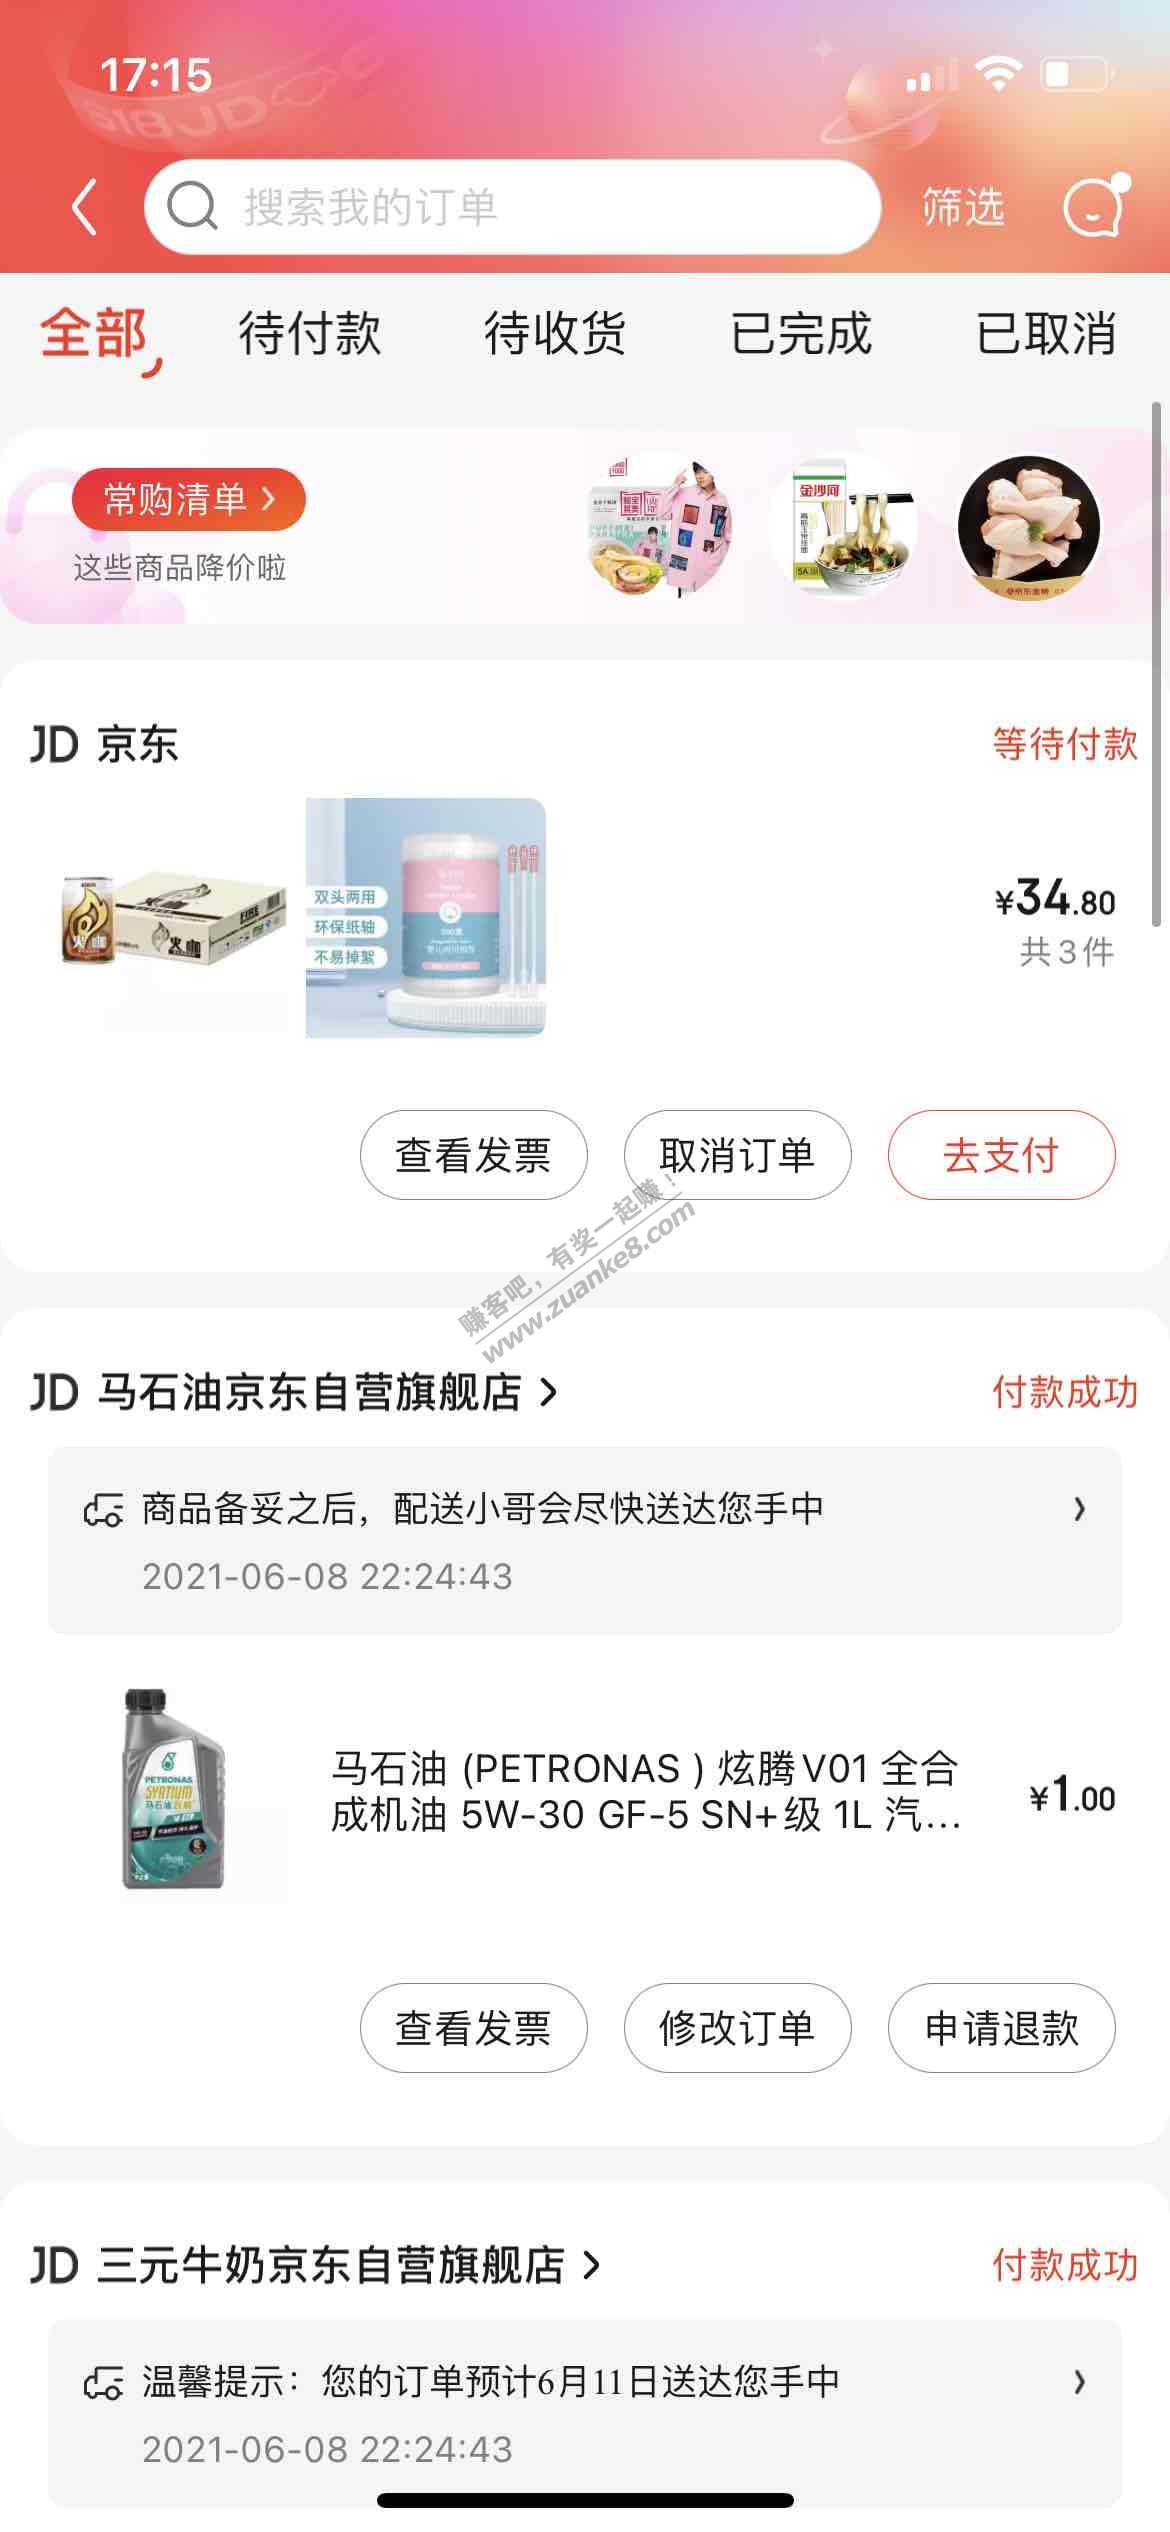 17:15
搜索我的订单
筛选
全部
待付款
待收货
已完成
已取消
常购清单 >
这些商品降价啦
金沙河
JD 京东
等待付款
火咖
FIRE
火咖
双头两用
环保纸轴
不易掉絮
¥34.80
共3件
查看发票
取消订单
去支付
赚客吧，有奖一起赚！
www.zuanke8.com
JD 马石油京东自营旗舰店 >
付款成功
商品备妥之后，配送小哥会尽快送达您手中
2021-06-08 22:24:43
PETRONAS
SYNTIUM
马石油
马石油 (PETRONAS ) 炫腾V01 全合
成机油 5W-30 GF-5 SN+级 1L 汽...
¥1.00
查看发票
修改订单
申请退款
JD 三元牛奶京东自营旗舰店 >
付款成功
温馨提示：您的订单预计6月11日送达您手中
2021-06-08 22:24:43